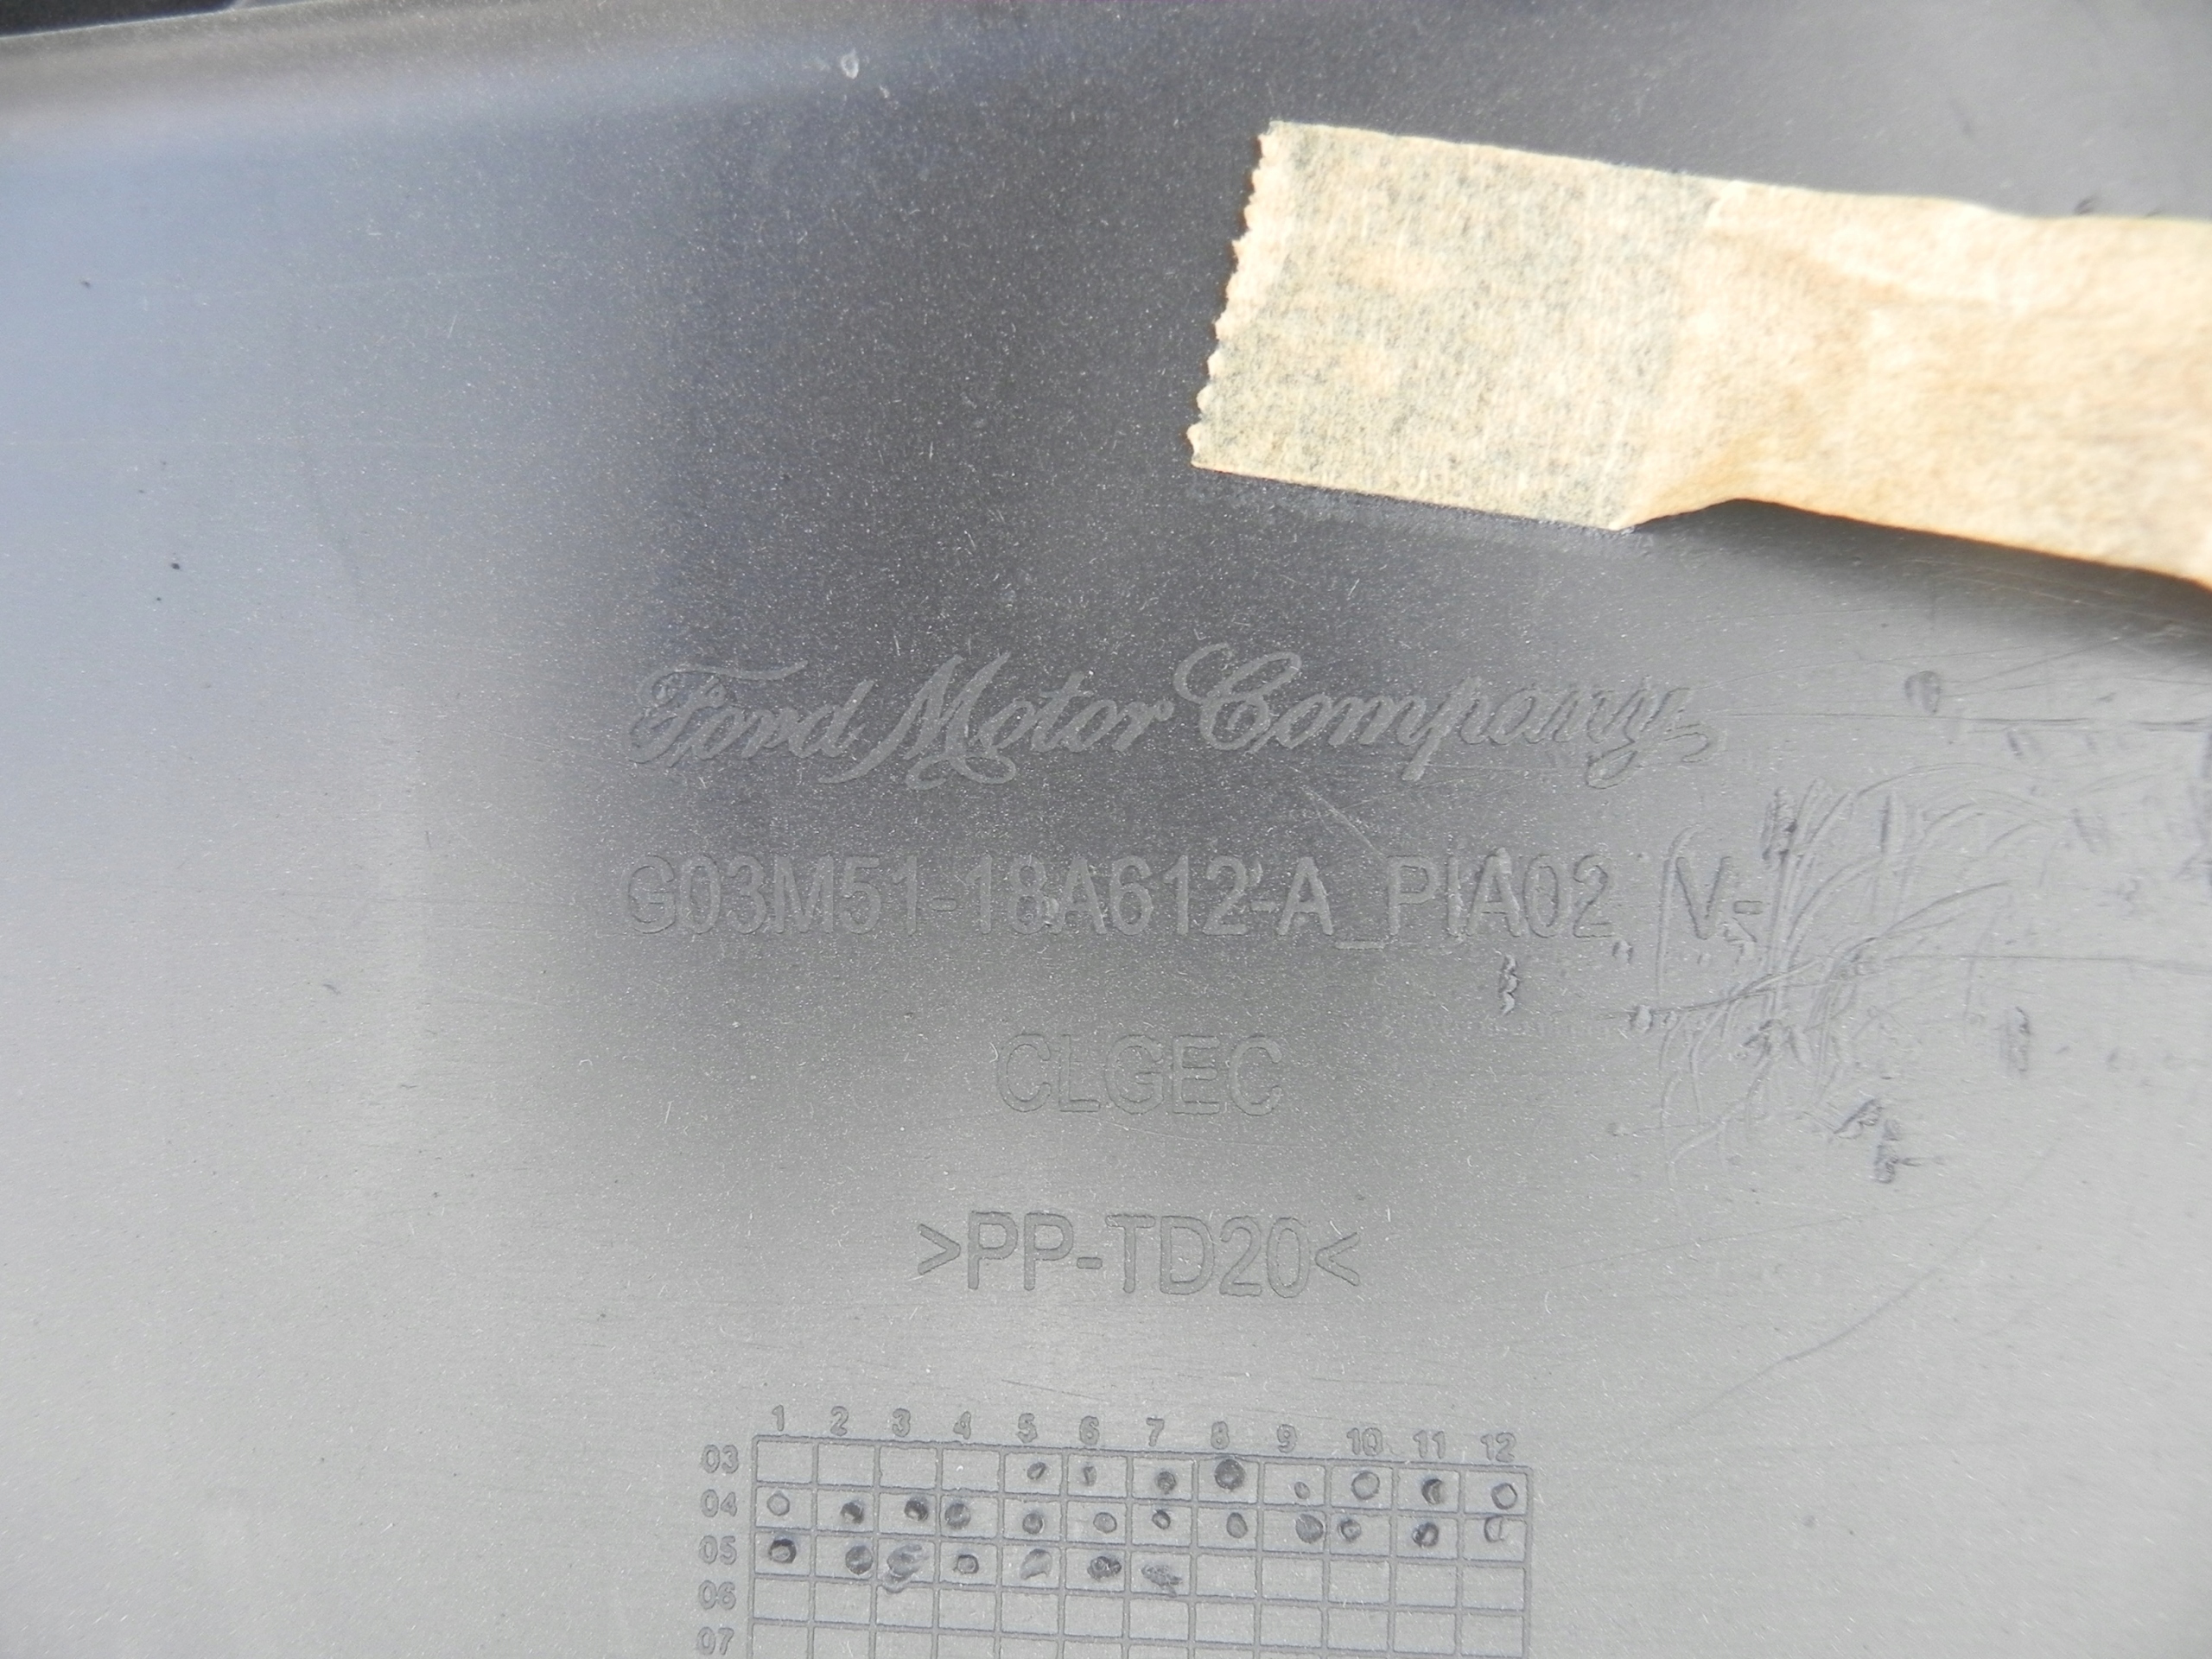 Ford Motor Company
G03M51-18A612-A_PIA02 V-
CLGEC
>PP-TD20<
1 2 3 4 5 6 7 8 9 10 11 12
03
04
05
06
07